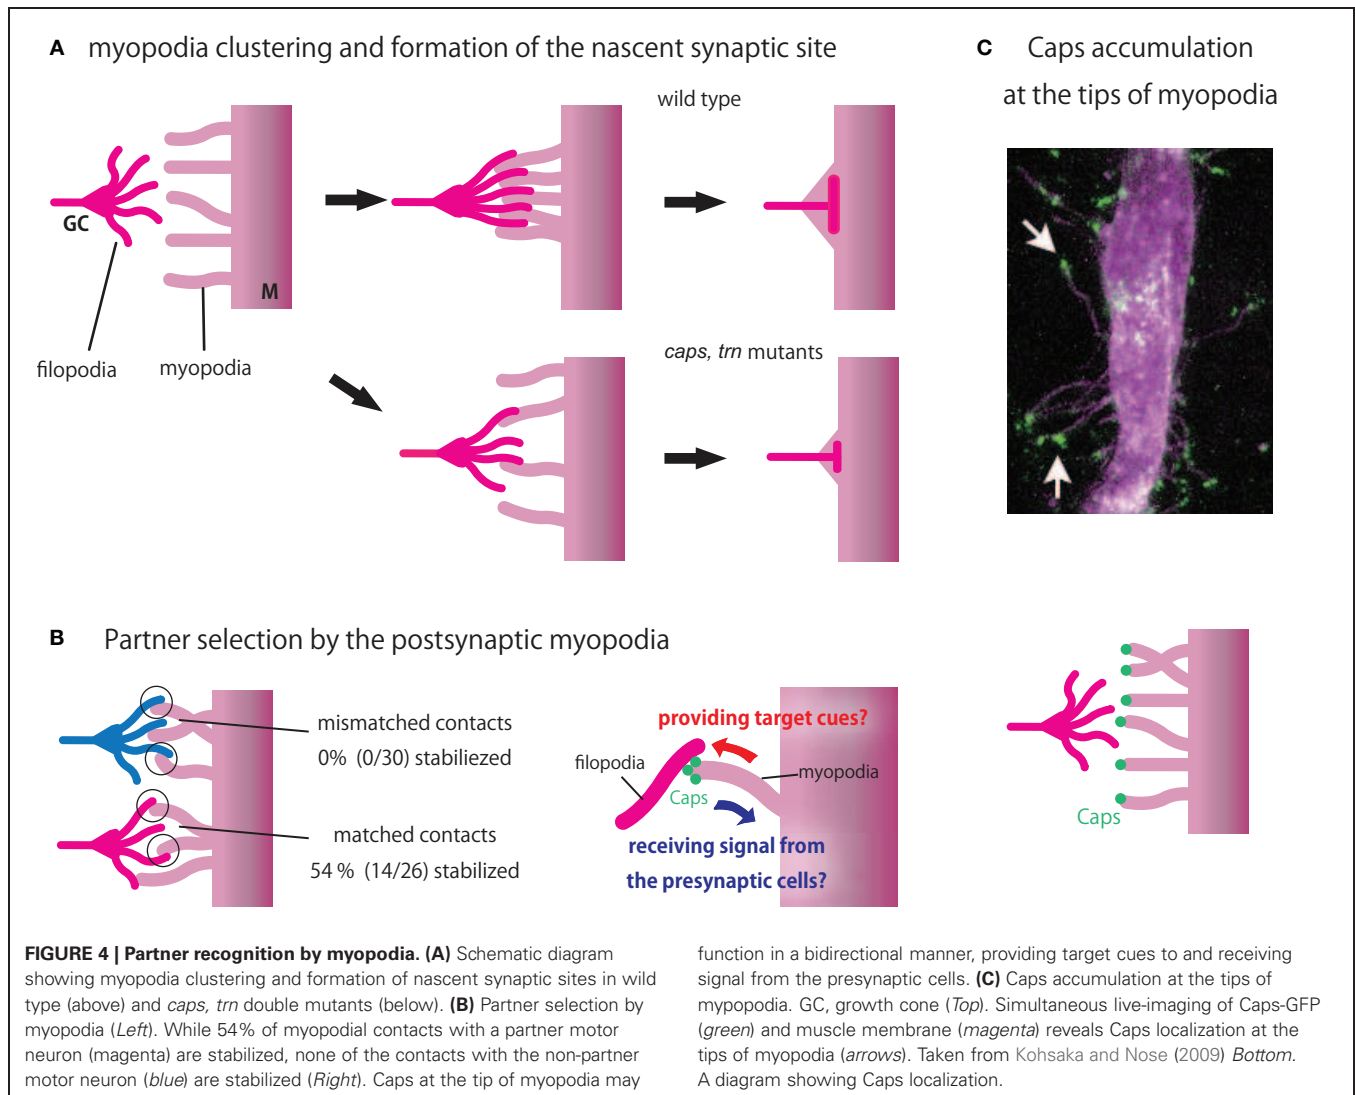 A myopodia clustering and formation of the nascent synaptic site
wild type
GC
M
filopodia
myopodia
caps, trn mutants
C Caps accumulation
at the tips of myopodia
Caps
B Partner selection by the postsynaptic myopodia
mismatched contacts
0% (0/30) stabiliezed
matched contacts
54 % (14/26) stabilized
providing target cues?
filopodia
myopodia
Caps
receiving signal from
the presynaptic cells?
FIGURE 4 | Partner recognition by myopodia. (A) Schematic diagram
showing myopodia clustering and formation of nascent synaptic sites in wild
type (above) and caps, trn double mutants (below). (B) Partner selection by
myopodia (Left). While 54% of myopodial contacts with a partner motor
neuron (magenta) are stabilized, none of the contacts with the non-partner
motor neuron (blue) are stabilized (Right). Caps at the tip of myopodia may
function in a bidirectional manner, providing target cues to and receiving
signal from the presynaptic cells. (C) Caps accumulation at the tips of
mypopodia. GC, growth cone (Top). Simultaneous live-imaging of Caps-GFP
(green) and muscle membrane (magenta) reveals Caps localization at the
tips of myopodia (arrows). Taken from Kohsaka and Nose (2009) Bottom.
A diagram showing Caps localization.